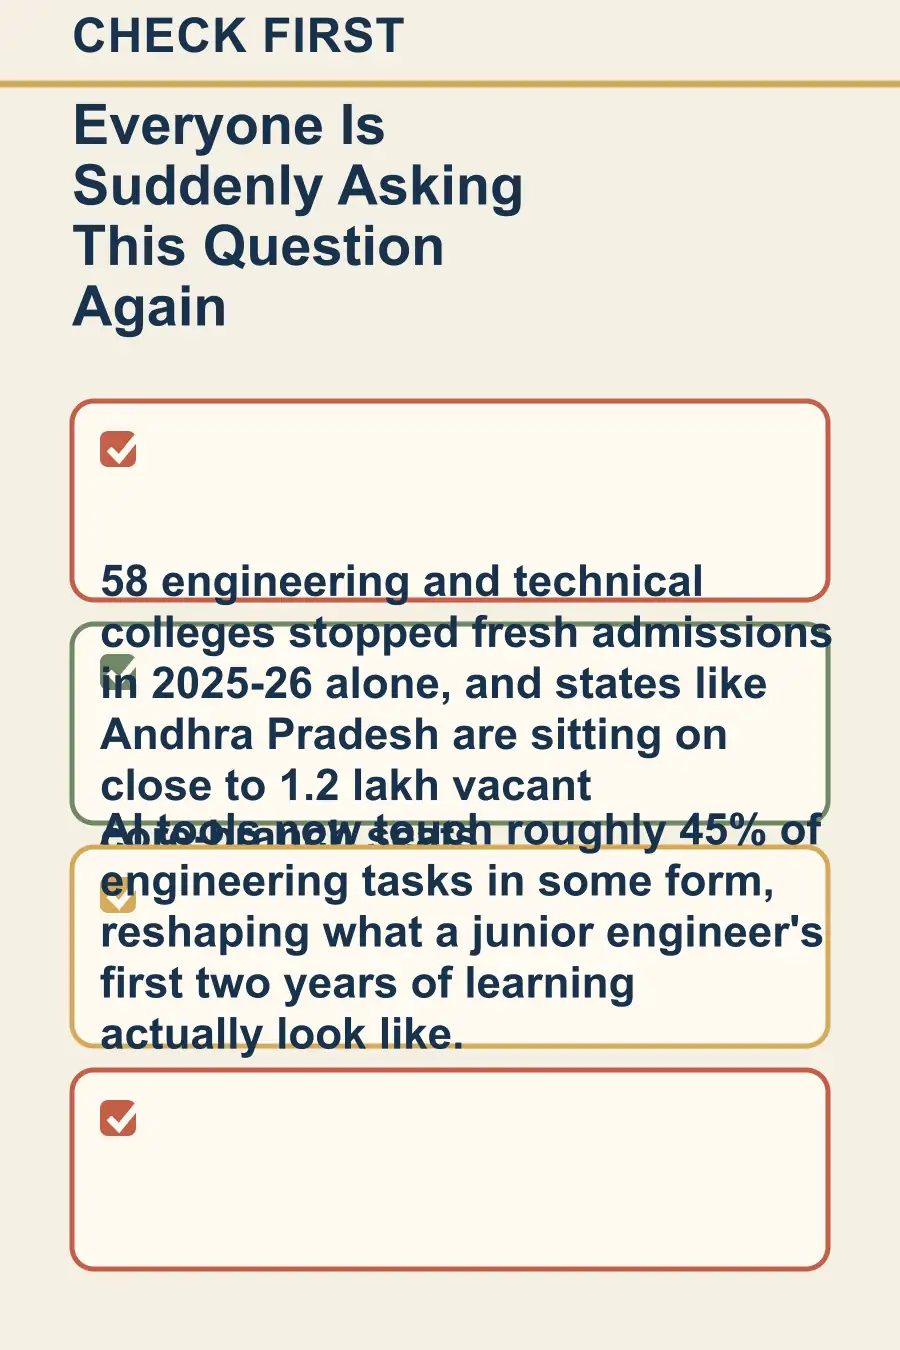 CHECK FIRST
Everyone Is
Suddenly Asking
This Question
Again
58 engineering and technical
colleges stopped fresh admissions
in 2025-26 alone, and states like
Andhra Pradesh are sitting on
close to 1.2 lakh vacant
core-branch seats
AI tools now touch roughly 45% of
engineering tasks in some form,
reshaping what a junior engineer's
first two years of learning
actually look like.